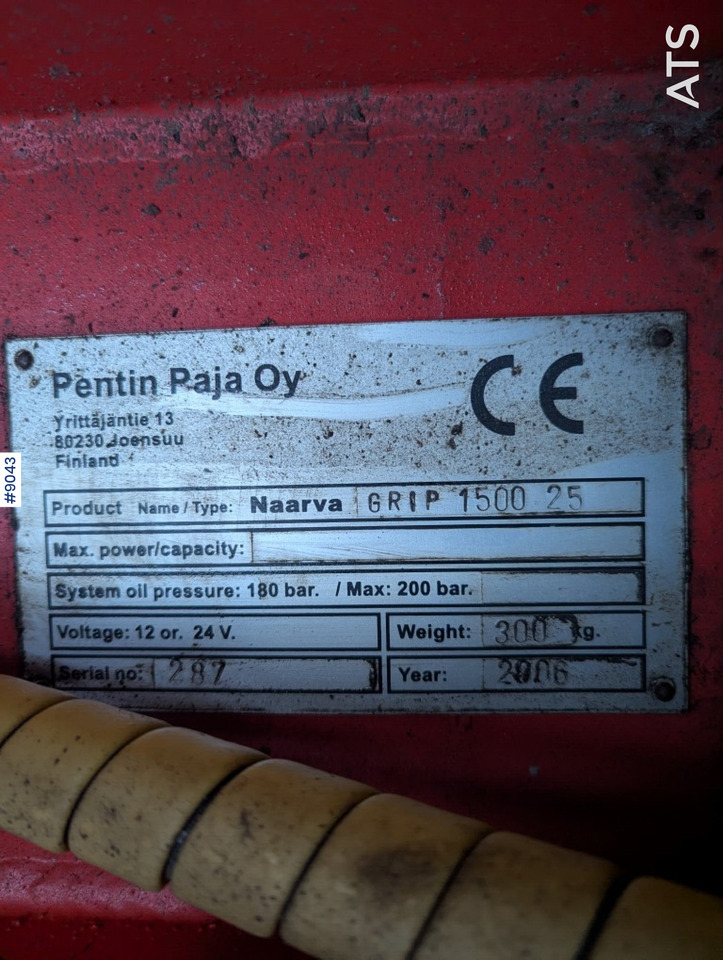 ATS
Pentin Paja Oy
CE
Yrittäjäntie 13
80230 Joensuu
Finland
#9043
Product Name / Type: Naarva GRIP 1500 25
Max. power/capacity:
System oil pressure: 180 bar. / Max: 200 bar.
Voltage: 12 or. 24 V.
Weight: 300 kg.
Serial no: 287
Year: 2006